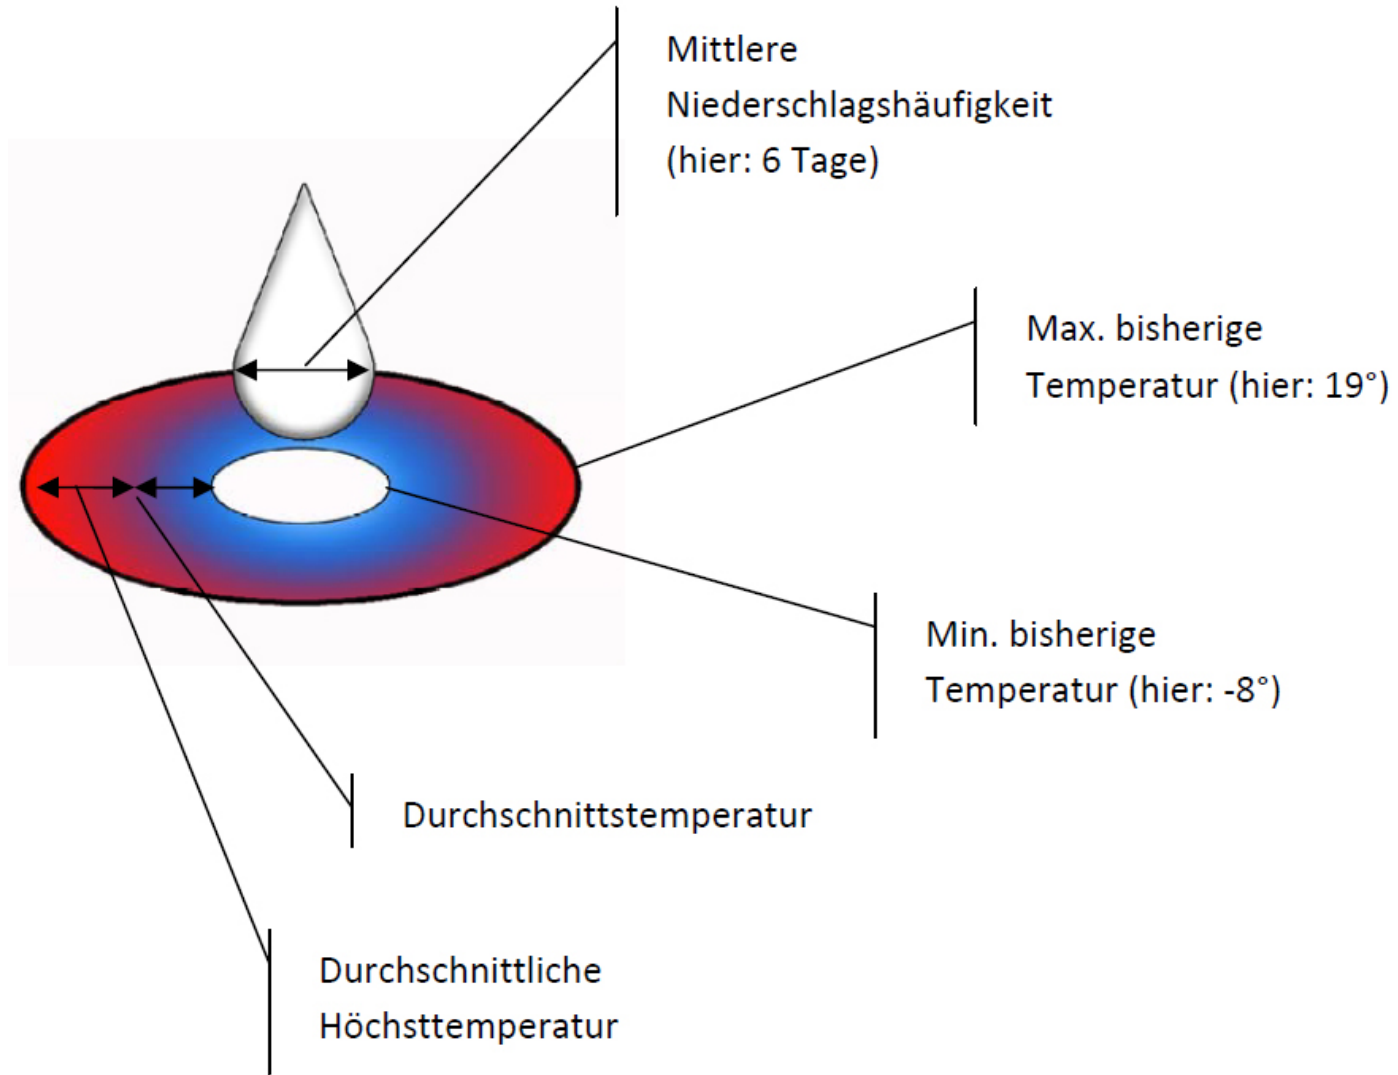 Mittlere
Niederschlagshäufigkeit
(hier: 6 Tage)
Max. bisherige
Temperatur (hier: 19°)
Min. bisherige
Temperatur (hier: -8°)
Durchschnittstemperatur
Durchschnittliche
Höchsttemperatur